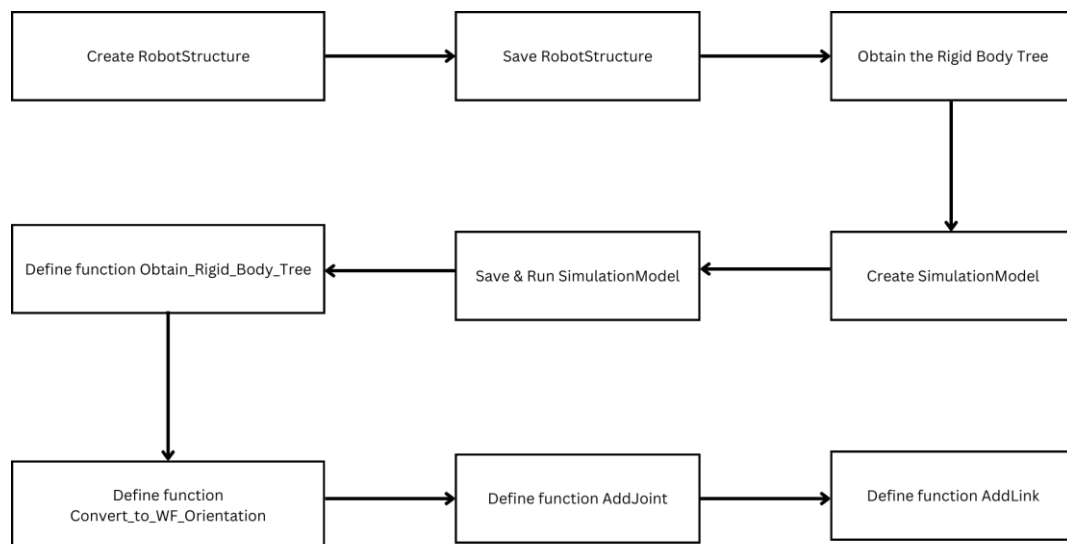 Create RobotStructure
Save RobotStructure
Obtain the Rigid Body Tree
Create SimulationModel
Save & Run SimulationModel
Define function Obtain_Rigid_Body_Tree
Define function
Convert_to_WF_Orientation
Define function AddJoint
Define function AddLink